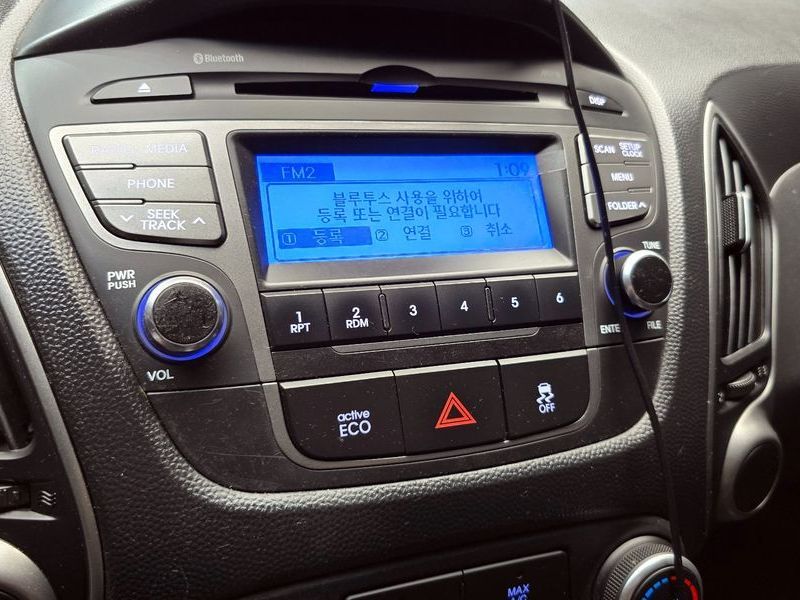 Bluetooth
DISP
RADIO MEDIA
PHONE
SEEK
TRACK
SCAN
SETUP
CLOCK
MENU
FOLDER
FM2 1:09
블루투스 사용을 위하여
등록 또는 연결이 필요합니다
① 등록 ② 연결 ③ 취소
PWR
PUSH
VOL
TUNE
FILE
1
RPT
2
RDM
3
4
5
6
active
ECO
OFF
MAX
A/C